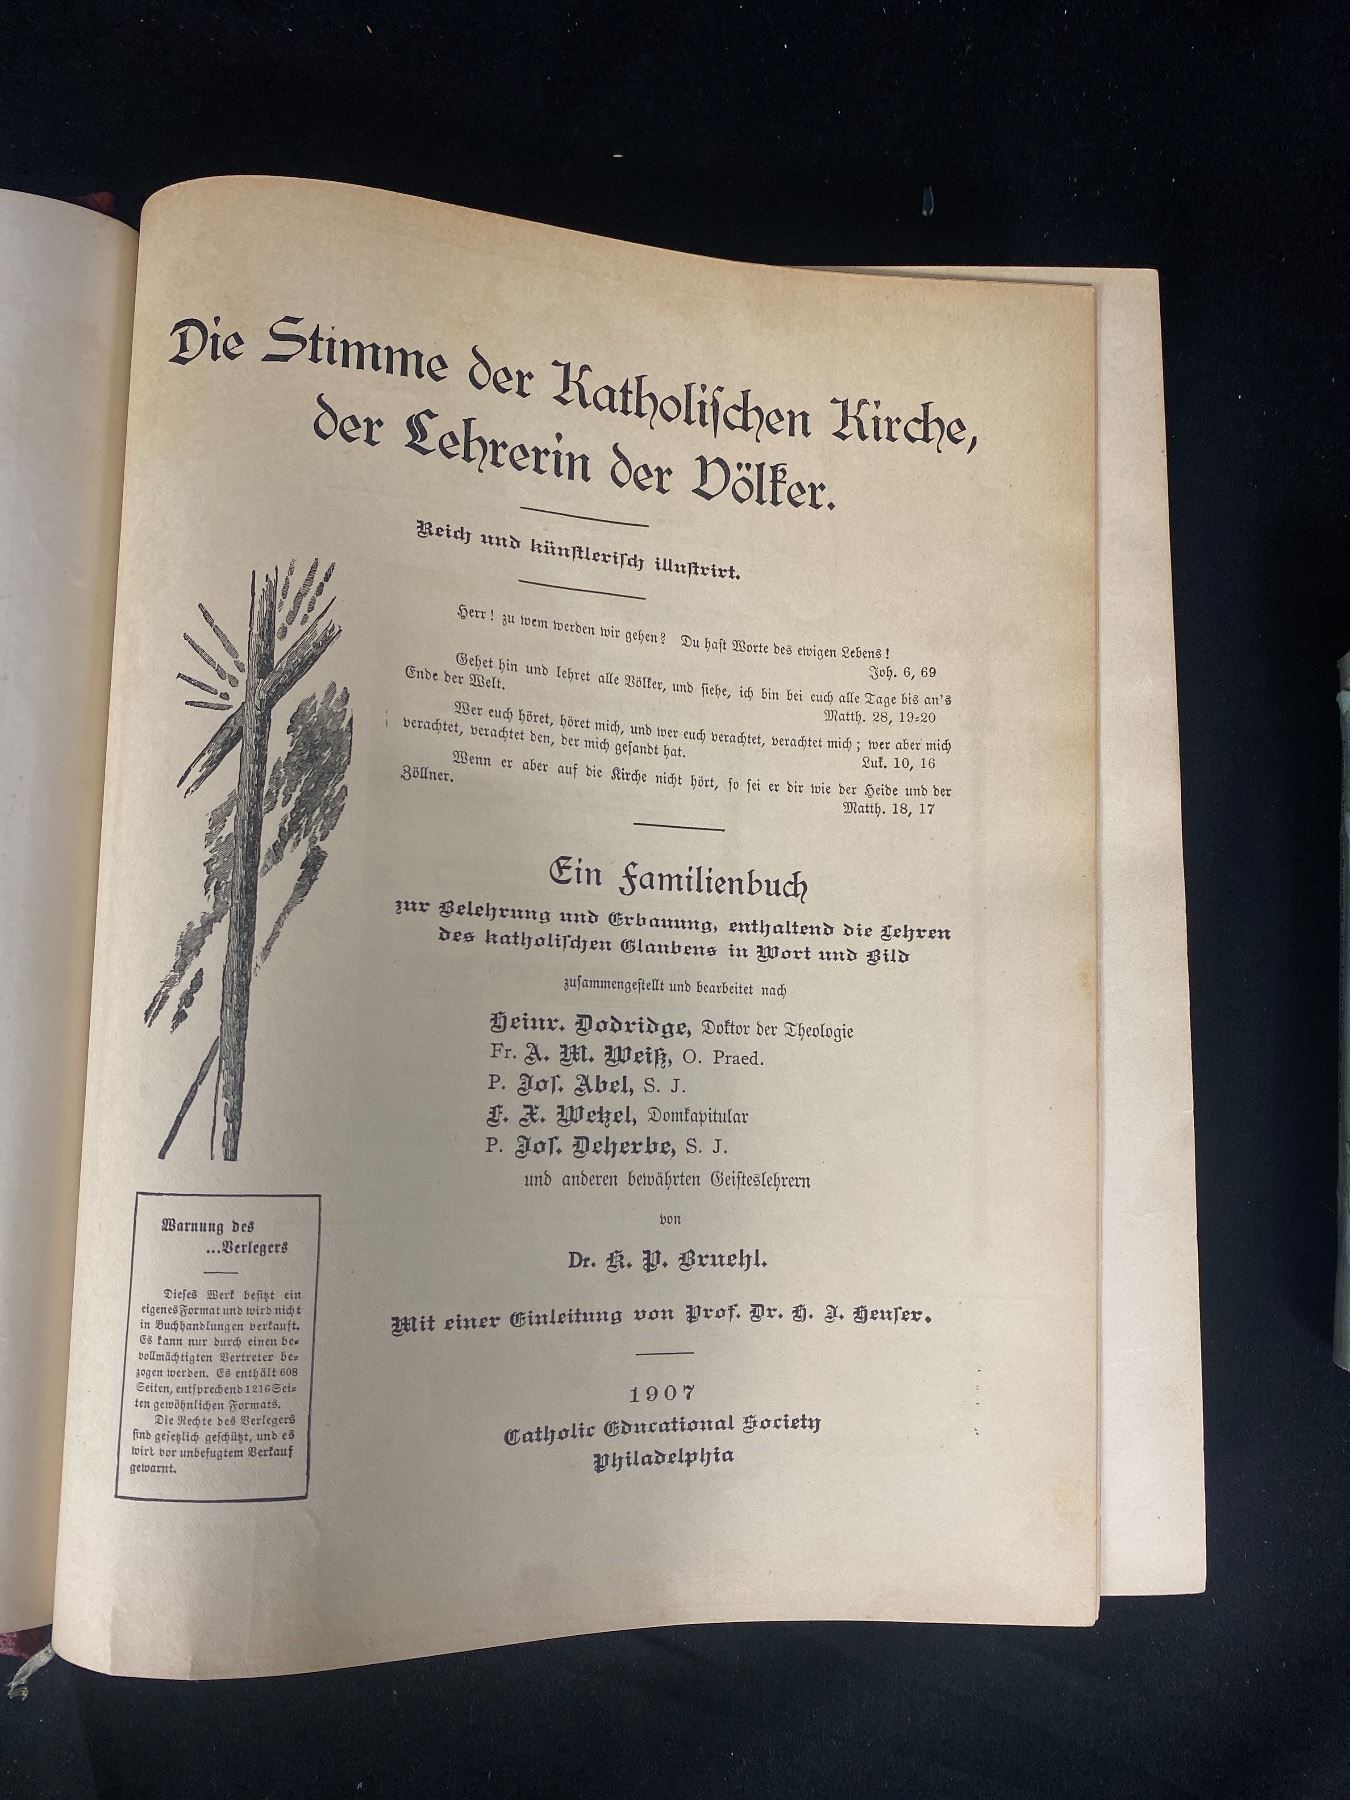 Die Stimme der Katholiſchen Kirche,
der Lehrerin der Völker.
Reich und künſtleriſch illuſtrirt.
Herr! zu wem werden wir gehen? Du haſt Worte des ewigen Lebens!
Joh. 6, 69
Gehet hin und lehret alle Völker, und ſiehe, ich bin bei euch alle Tage bis an's
Ende der Welt.
Matth. 28, 19-20
Wer euch höret, höret mich, und wer euch verachtet, verachtet mich; wer aber mich
verachtet, verachtet den, der mich geſandt hat.
Luk. 10, 16
Wenn er aber auf die Kirche nicht hört, ſo ſei er dir wie der Heide und der
Zöllner.
Matth. 18, 17
Ein Familienbuch
zur Belehrung und Erbauung, enthaltend die Lehren
des katholiſchen Glaubens in Wort und Bild
zuſammengeſtellt und bearbeitet nach
Heinr. Dodridge, Doktor der Theologie
Fr. A. M. Weiß, O. Praed.
P. Joſ. Abel, S. J.
F. X. Wetzel, Domkapitular
P. Joſ. Deherbe, S. J.
und anderen bewährten Geiſteslehrern
von
Dr. K. P. Bruehl.
Mit einer Einleitung von Prof. Dr. H. J. Heuſer.
1907
Catholic Educational Society
Philadelphia
Warnung des
...Verlegers
Dieſes Werk beſitzt ein
eigenes Format und wird nicht
in Buchhandlungen verkauft.
Es kann nur durch einen be-
vollmächtigten Vertreter be-
zogen werden. Es enthält 608
Seiten, entſprechend 1216 Sei-
ten gewöhnlichen Formats.
Die Rechte des Verlegers
ſind geſetzlich geſchützt, und es
wird vor unbefugtem Verkauf
gewarnt.